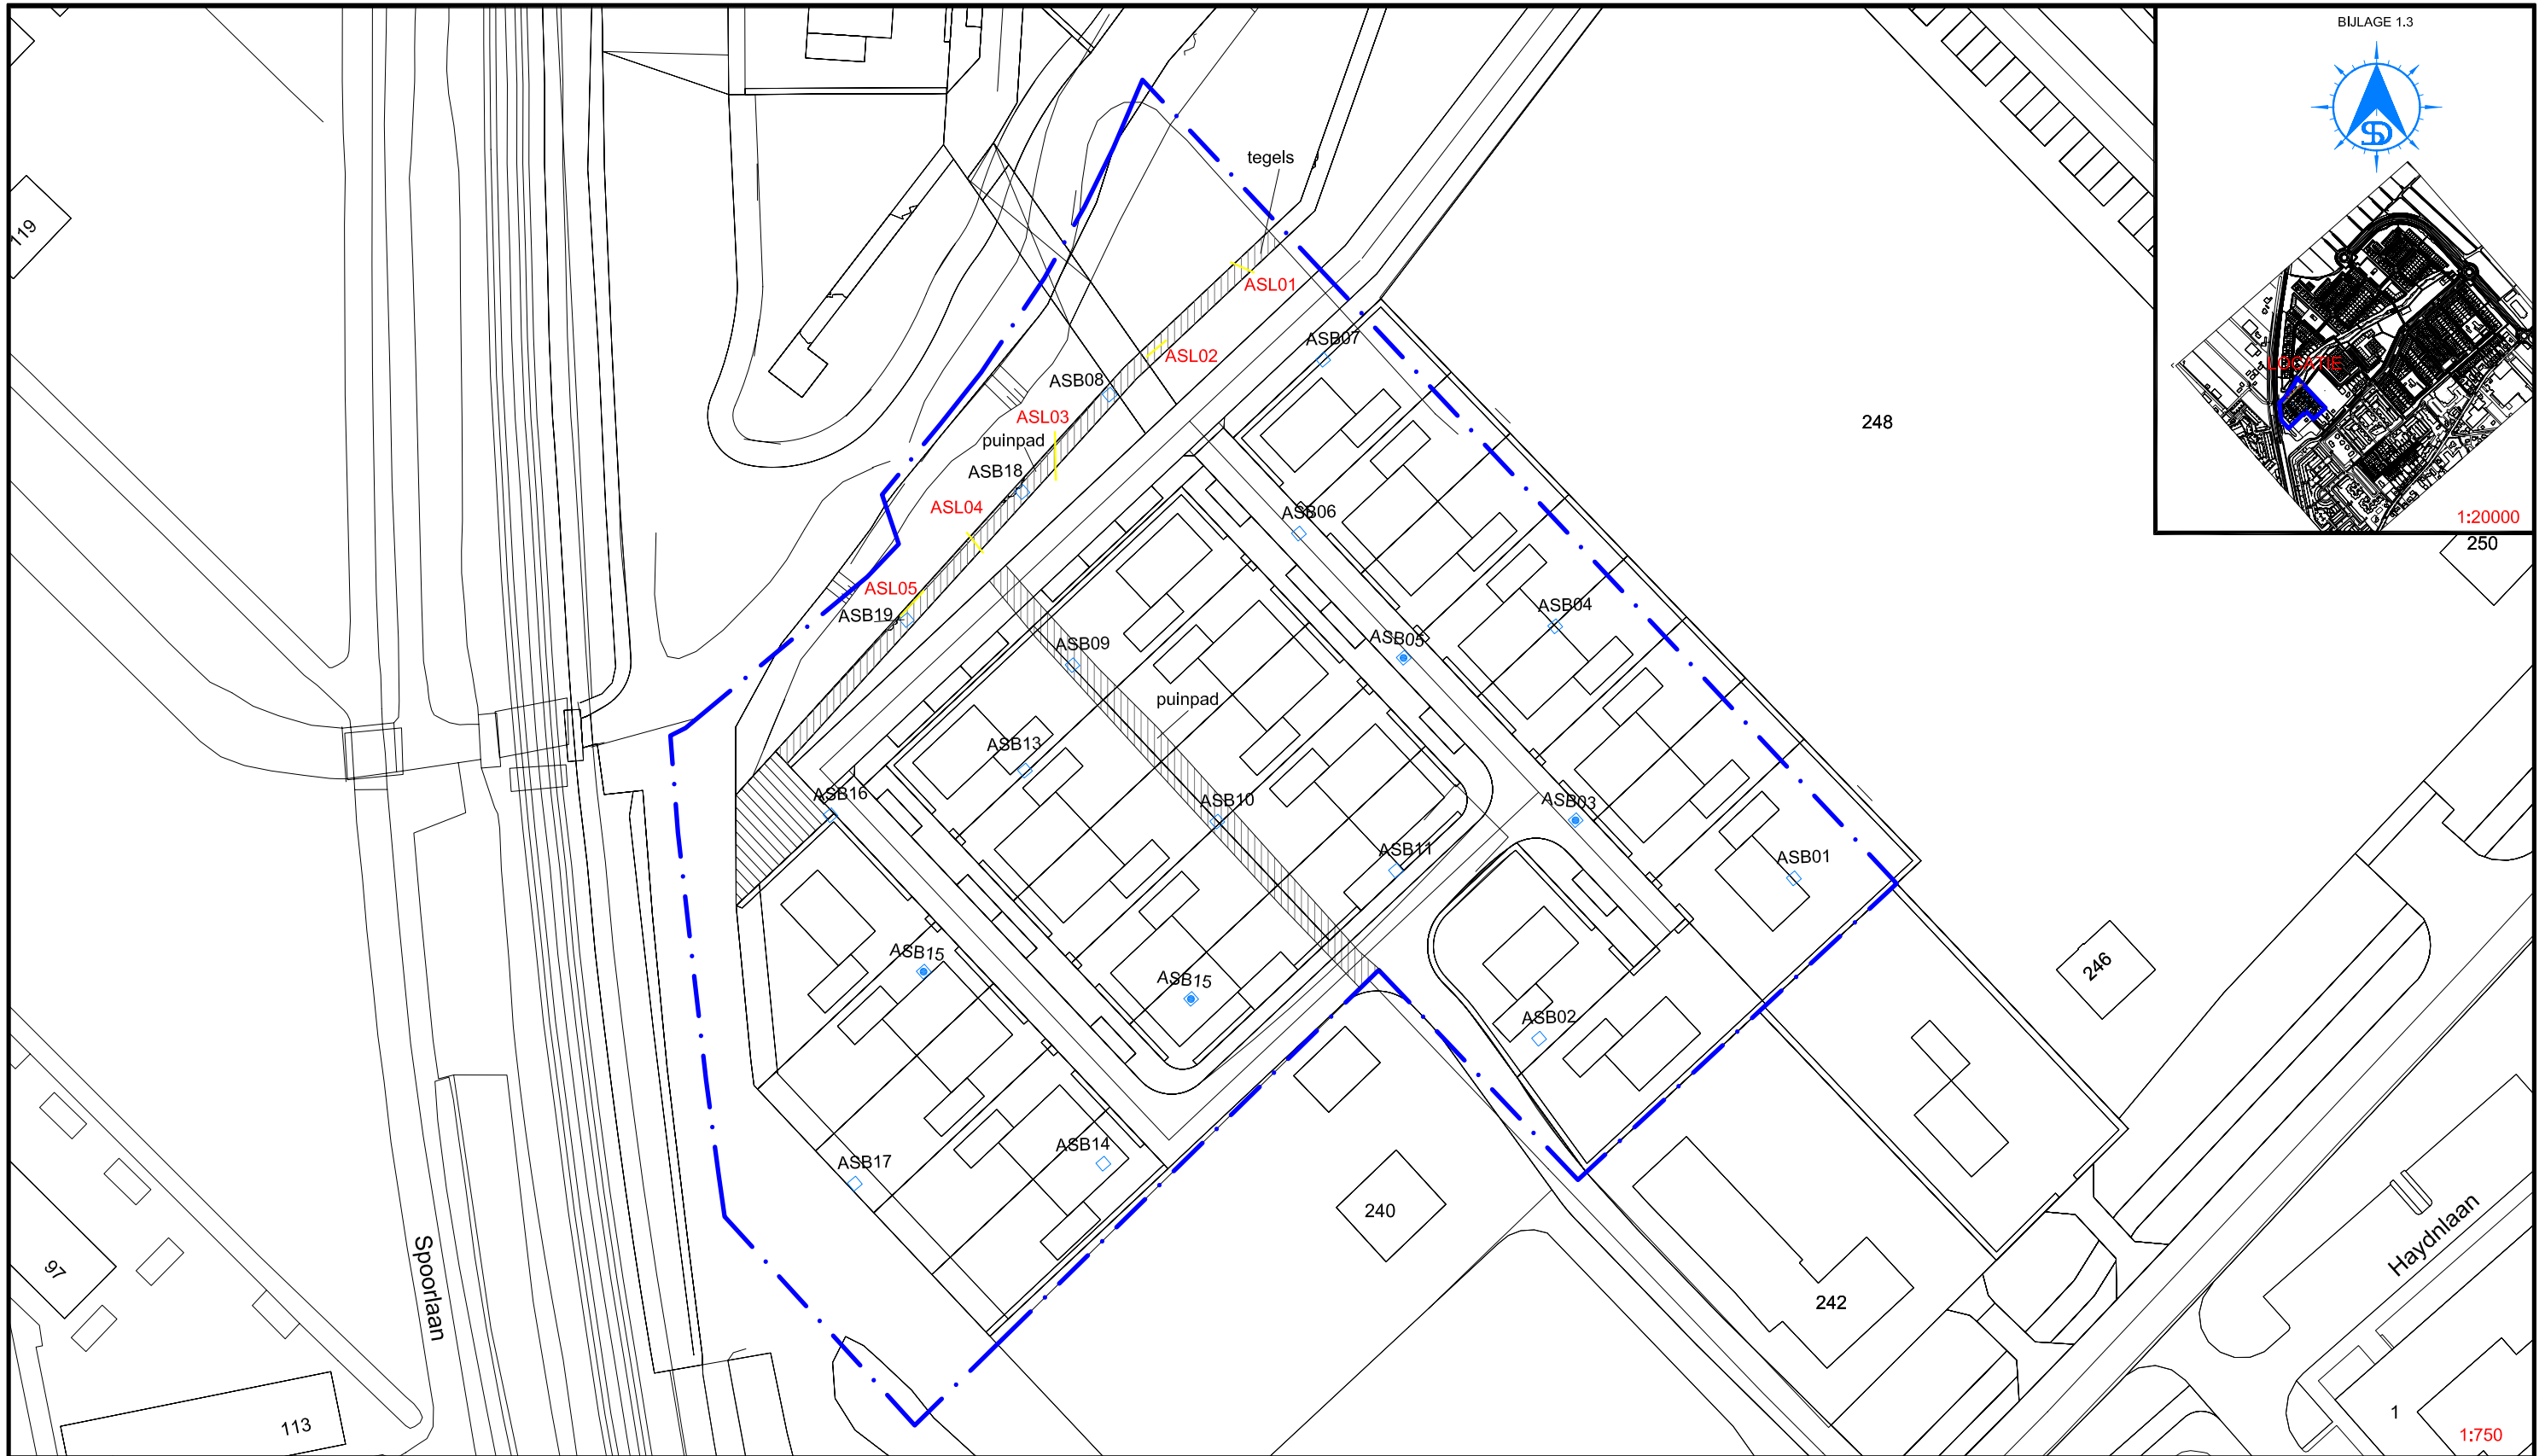 BIJLAGE 1.3
SD
tegels
119
ASL01
ASB07
ASL02
LOCATIE
ASB08
ASL03
248
puinpad
ASB18
ASL04
ASB06
1:20000
250
ASL05
ASB19
ASB04
ASB05
ASB09
puinpad
ASB13
ASB16
ASB10
ASB03
ASB11
ASB01
ASB15
ASB15
246
ASB02
ASB14
ASB17
240
Haydnlaan
97
Spoorlaan
242
113
1
1:750